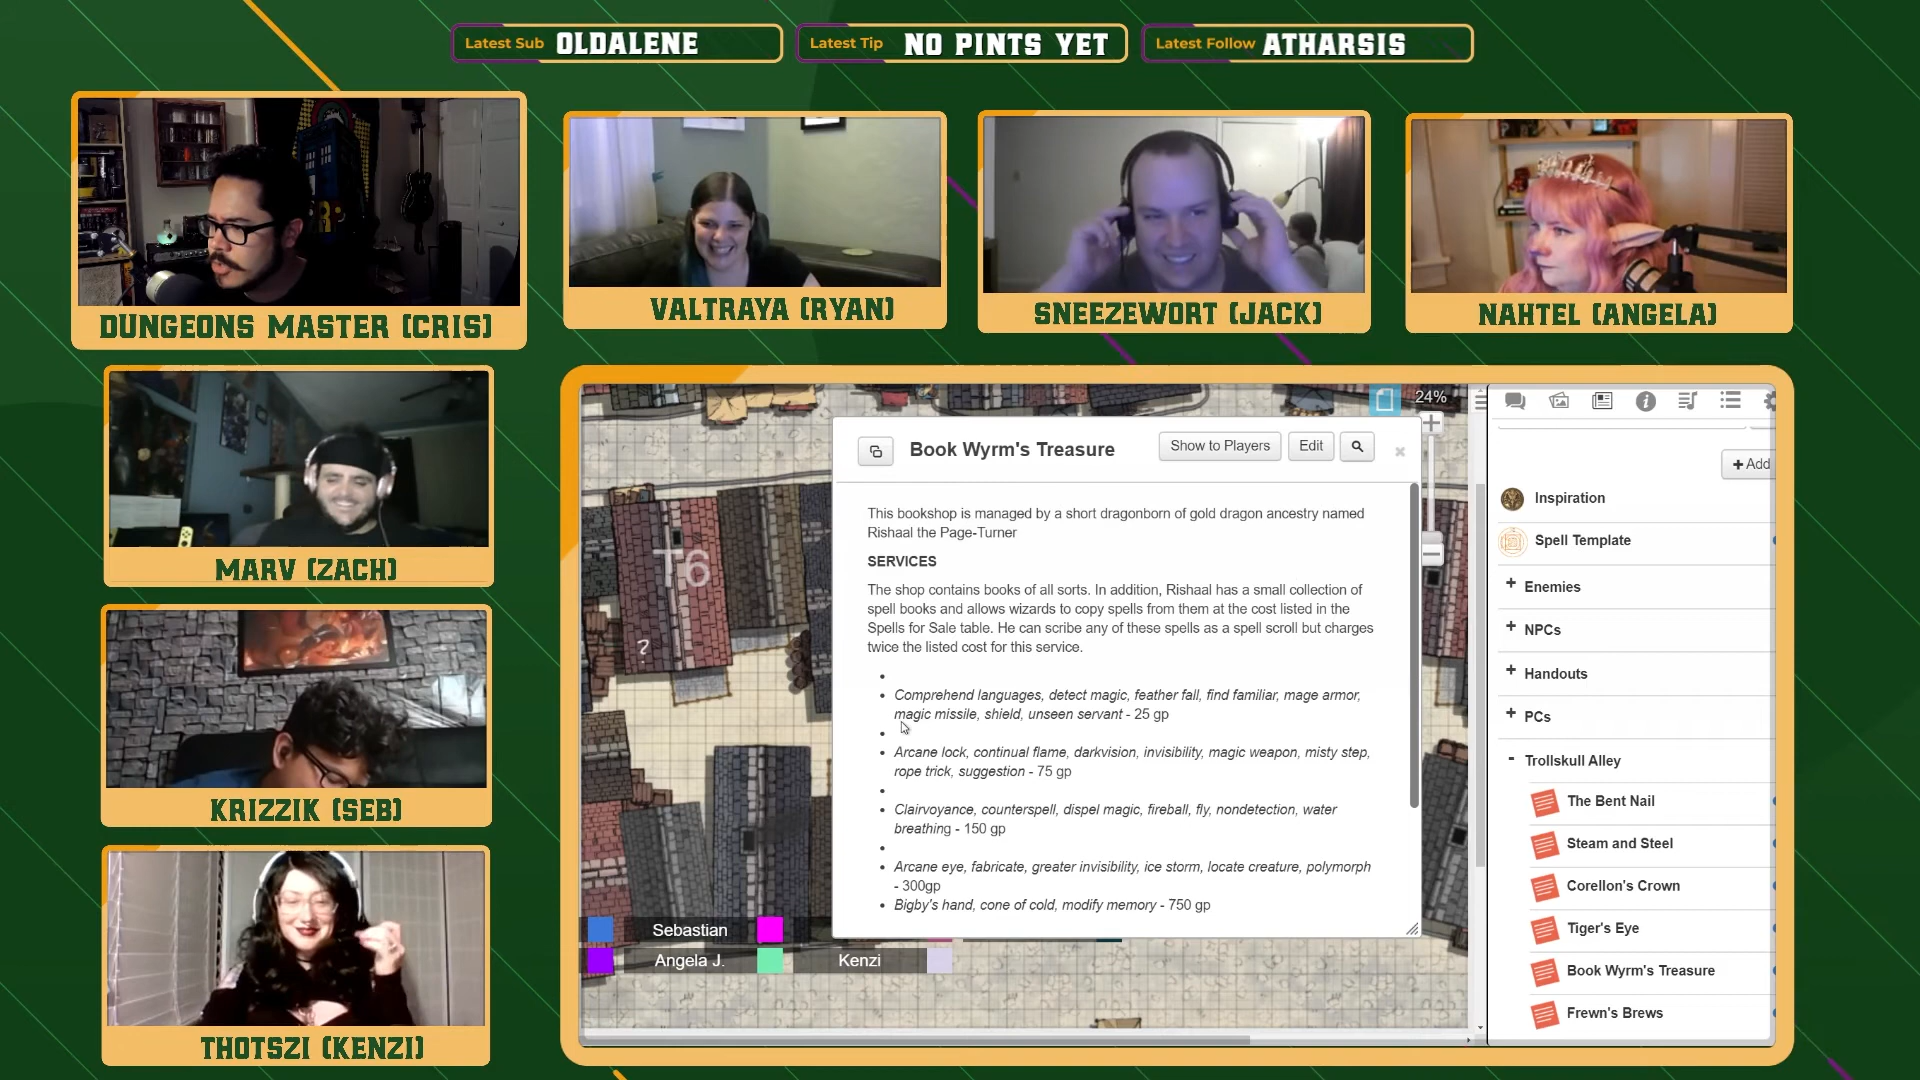 Latest Sub OLDALENE
Latest Tip NO PINTS YET
Latest Follow ATHARSIS
DUNGEONS MASTER (CRIS)
VALTRAYA (RYAN)
SNEEZEWORT (JACK)
NAHTEL (ANGELA)
MARV (ZACH)
KRIZZIK (SEB)
THOTSZI (KENZI)
T6
?
24%
Book Wyrm's Treasure
Show to Players
Edit
This bookshop is managed by a short dragonborn of gold dragon ancestry named
Rishaal the Page-Turner
SERVICES
The shop contains books of all sorts. In addition, Rishaal has a small collection of
spell books and allows wizards to copy spells from them at the cost listed in the
Spells for Sale table. He can scribe any of these spells as a spell scroll but charges
twice the listed cost for this service.
Comprehend languages, detect magic, feather fall, find familiar, mage armor,
magic missile, shield, unseen servant - 25 gp
Arcane lock, continual flame, darkvision, invisibility, magic weapon, misty step,
rope trick, suggestion - 75 gp
Clairvoyance, counterspell, dispel magic, fireball, fly, nondetection, water
breathing - 150 gp
Arcane eye, fabricate, greater invisibility, ice storm, locate creature, polymorph
- 300gp
Bigby's hand, cone of cold, modify memory - 750 gp
Sebastian
Angela J.
Kenzi
+ Add
Inspiration
Spell Template
+ Enemies
+ NPCs
+ Handouts
+ PCs
- Trollskull Alley
The Bent Nail
Steam and Steel
Corellon's Crown
Tiger's Eye
Book Wyrm's Treasure
Frewn's Brews